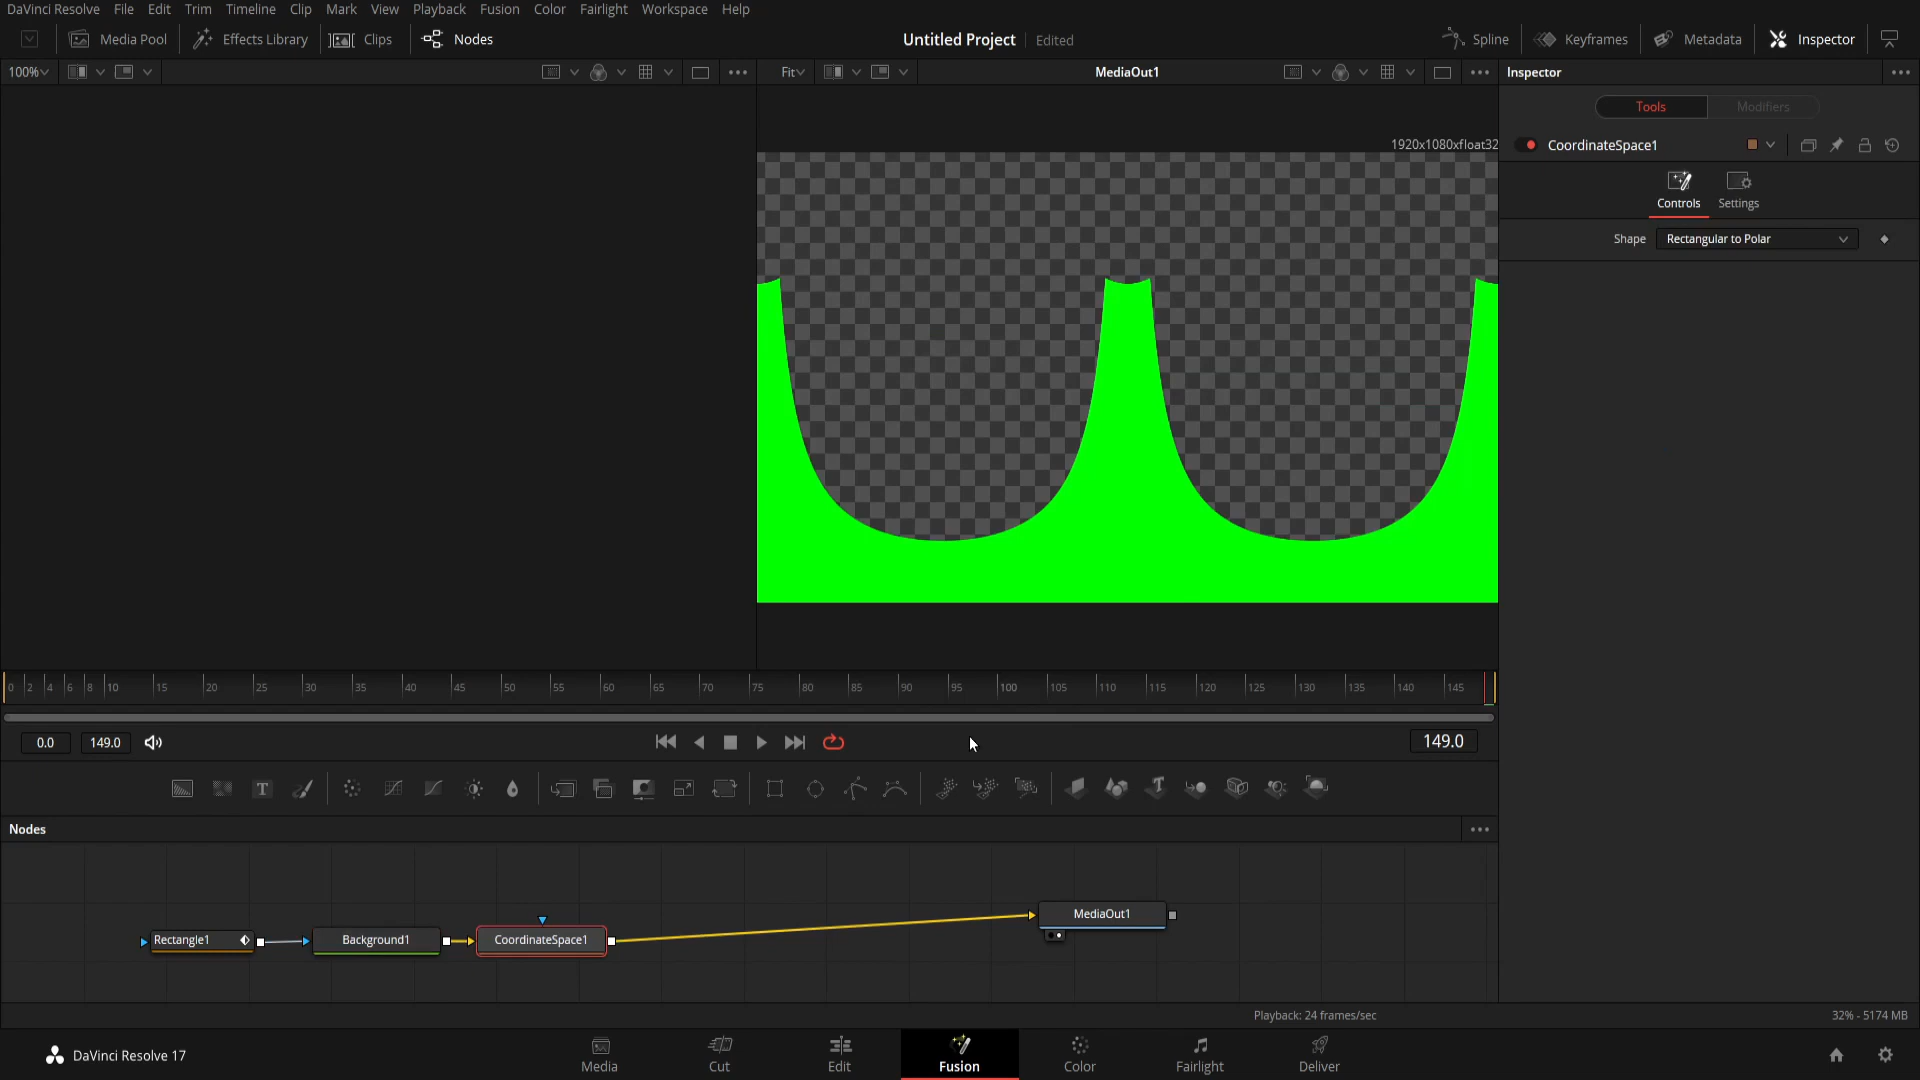 DaVinci Resolve File Edit Trim Timeline Clip Mark View Playback Fusion Color Fairlight Workspace Help
Media Pool Effects Library Clips Nodes Untitled Project Edited Spline Keyframes Metadata Inspector
100% Fit MediaOut1 Inspector
Tools Modifiers
1920x1080xfloat32 CoordinateSpace1
Controls Settings
Shape Rectangular to Polar
0 2 4 6 8 10 15 20 25 30 35 40 45 50 55 60 65 70 75 80 85 90 95 100 105 110 115 120 125 130 135 140 145
0.0 149.0 149.0
T T
Nodes
MediaOut1
Rectangle1 Background1 CoordinateSpace1
Playback: 24 frames/sec 32% - 5174 MB
DaVinci Resolve 17 Media Cut Edit Fusion Color Fairlight Deliver